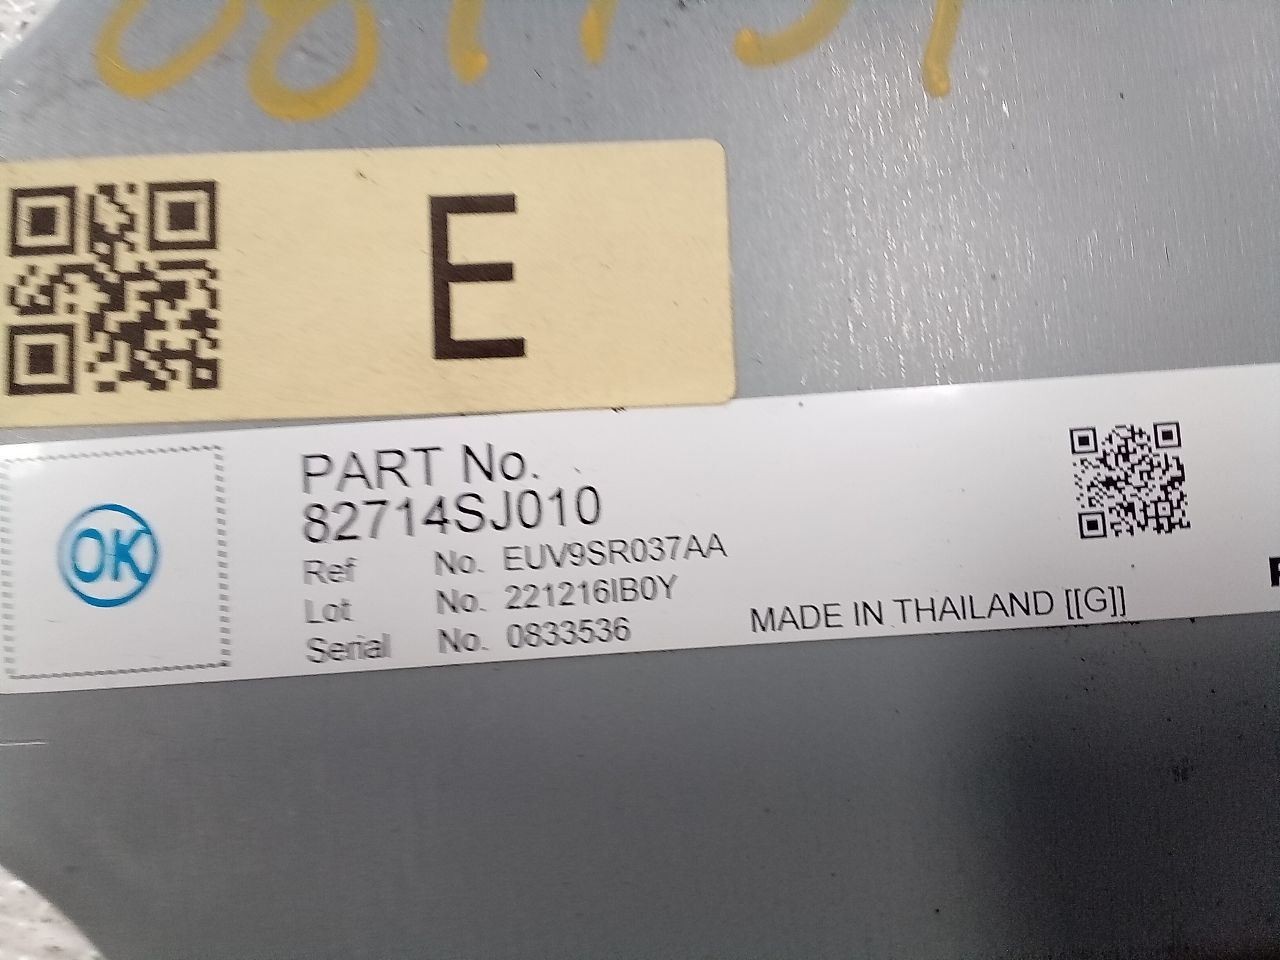 E
OK
PART No.
82714SJ010
Ref No. EUV9SR037AA
Lot No. 221216IB0Y
Serial No. 0833536
MADE IN THAILAND [[G]]